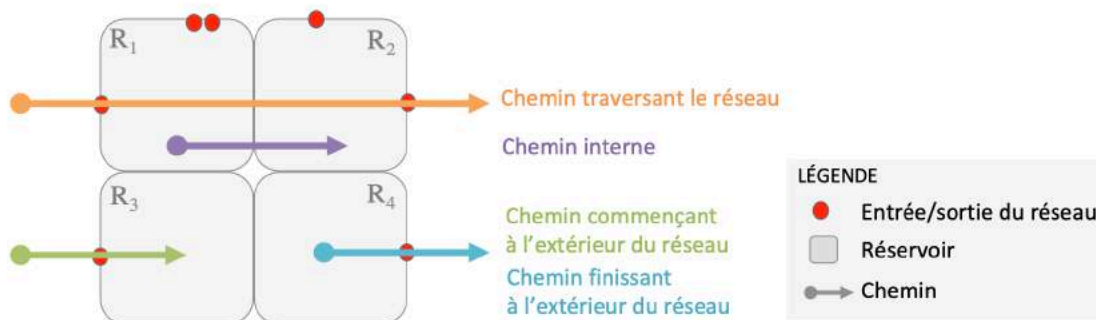 R₁
R₂
Chemin traversant le réseau
Chemin interne
R₃
R₄
Chemin commençant
à l'extérieur du réseau
Chemin finissant
à l'extérieur du réseau
LÉGENDE
Entrée/sortie du réseau
Réservoir
Chemin